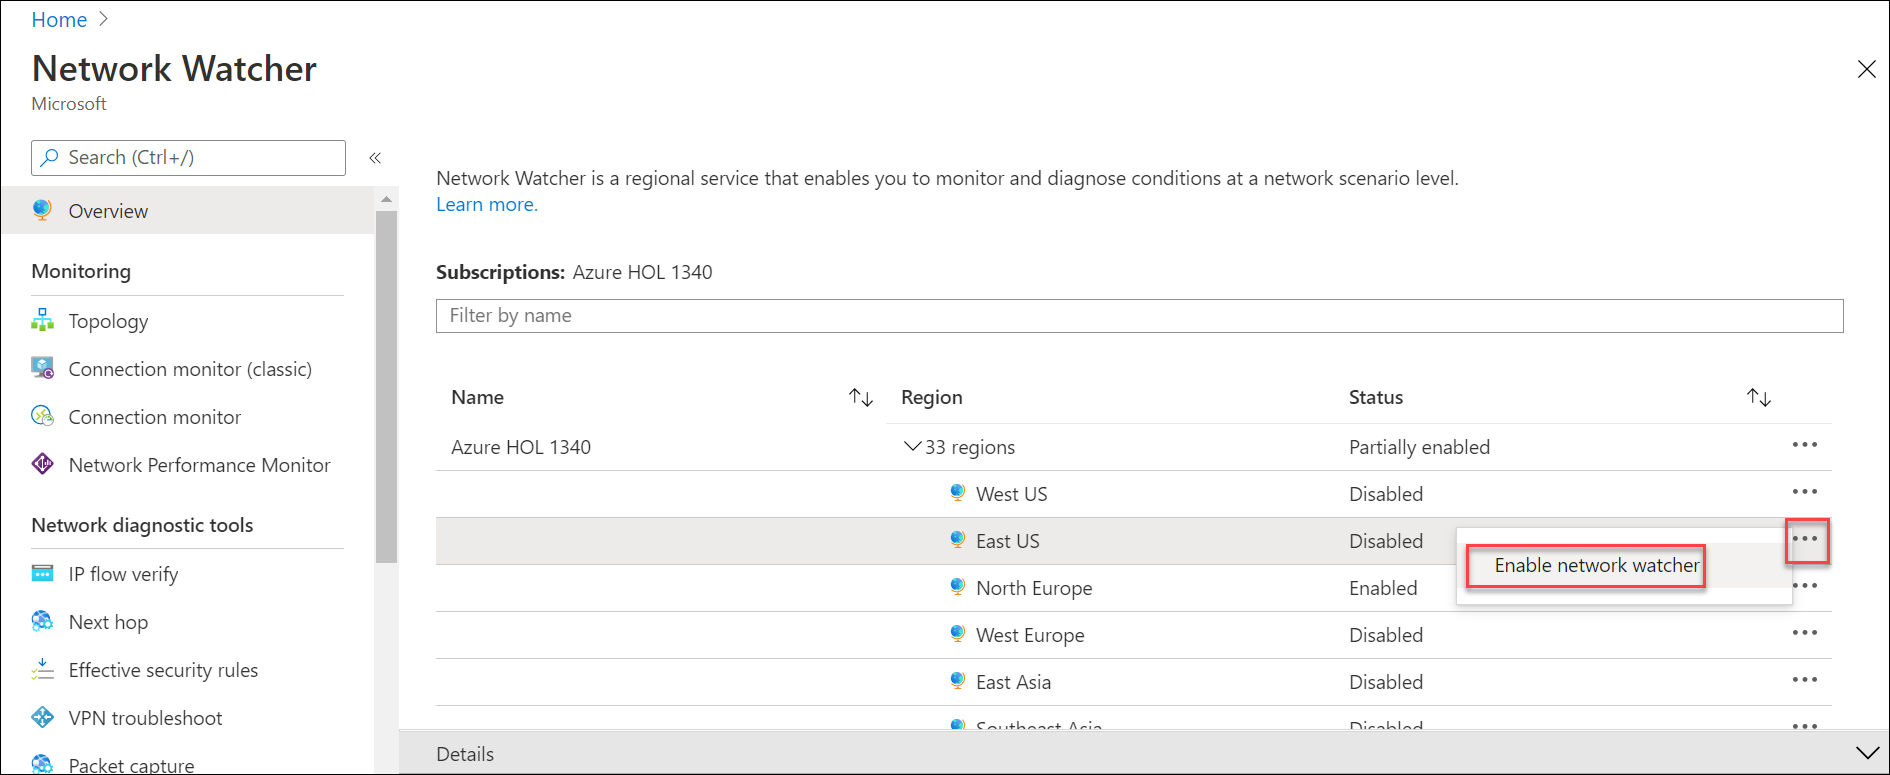 Home
Network Watcher
Microsoft
Search (Ctrl+/)
Overview
Monitoring
Topology
Connection monitor (classic)
Connection monitor
Network Performance Monitor
Network diagnostic tools
IP flow verify
Next hop
Effective security rules
VPN troubleshoot
Packet capture
Network Watcher is a regional service that enables you to monitor and diagnose conditions at a network scenario level.
Learn more.
Subscriptions: Azure HOL 1340
Filter by name
Name Region Status
Azure HOL 1340 33 regions Partially enabled
West US Disabled
East US Disabled
Enable network watcher
North Europe Enabled
West Europe Disabled
East Asia Disabled
Southeast Asia Disabled
Details